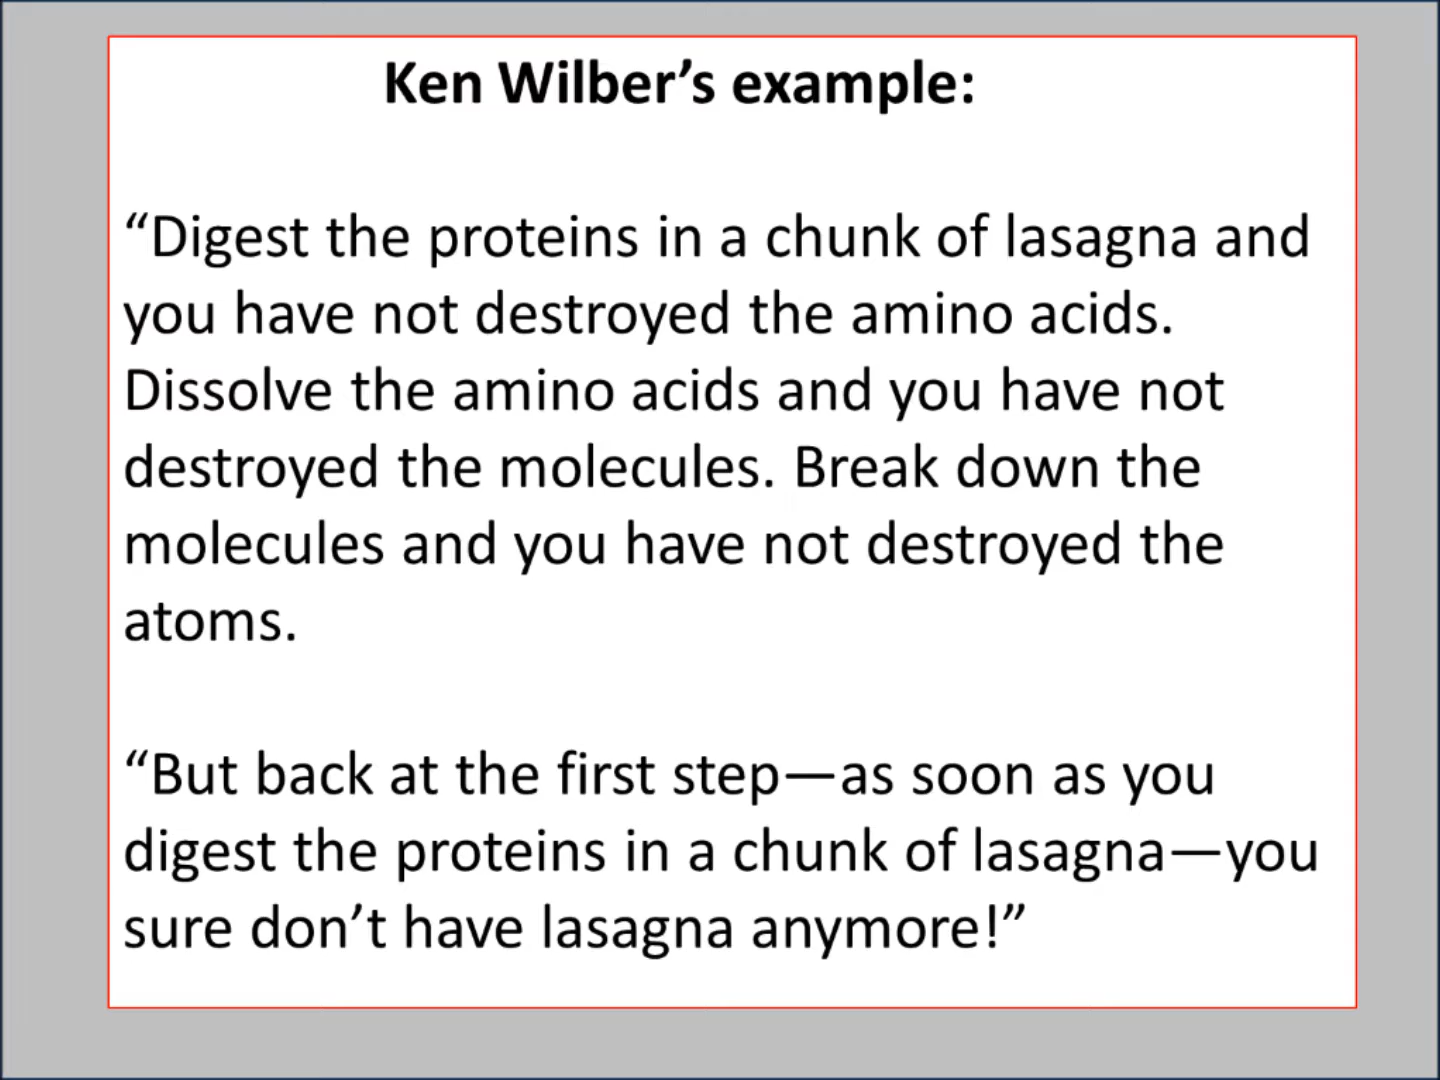 Ken Wilber’s example:
“Digest the proteins in a chunk of lasagna and
you have not destroyed the amino acids.
Dissolve the amino acids and you have not
destroyed the molecules. Break down the
molecules and you have not destroyed the
atoms.
“But back at the first step—as soon as you
digest the proteins in a chunk of lasagna—you
sure don’t have lasagna anymore!”